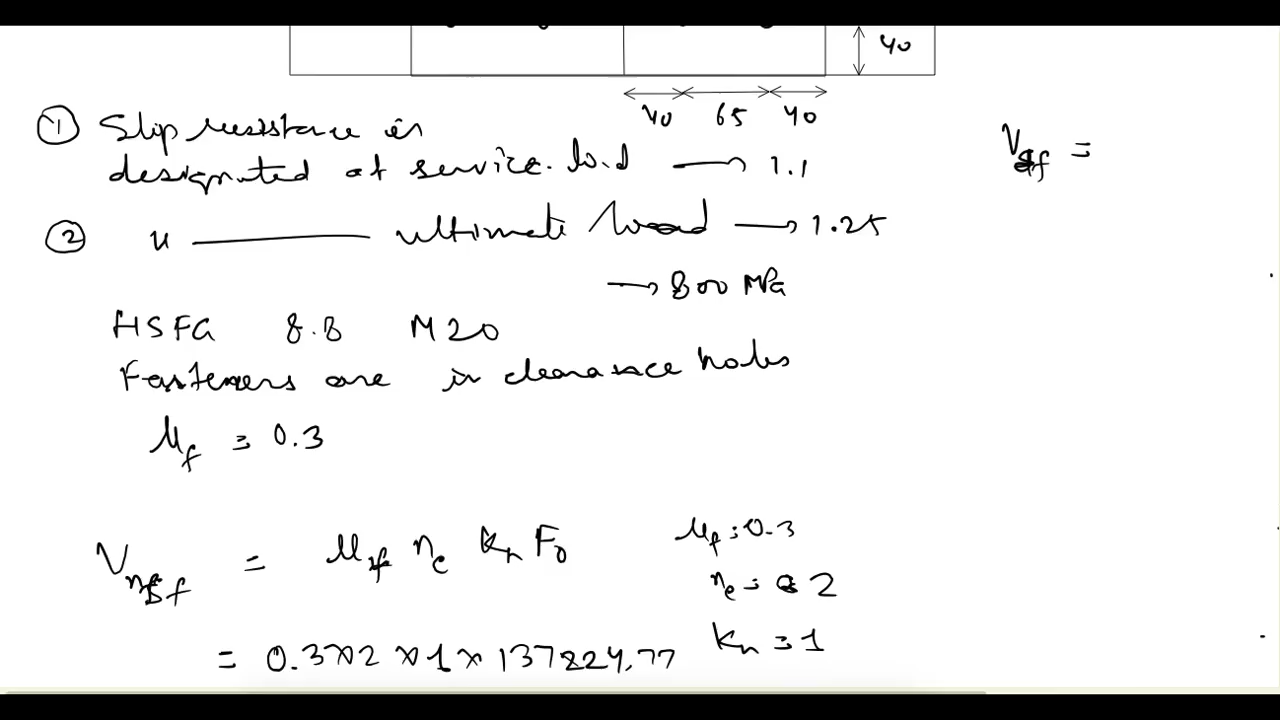 40
40 65 40
① Slip resistance is
designated at service load → 1.1
V_sf =
② " ——— ultimate load → 1.25
→ 800 MPa
HSFG 8.8 M20
Fasteners are in clearance holes
μ_f = 0.3
V_nsf = μ_f n_e k_h F_o
μ_f = 0.3
n_e = 2
= 0.3×2×1×137824.77
k_h = 1